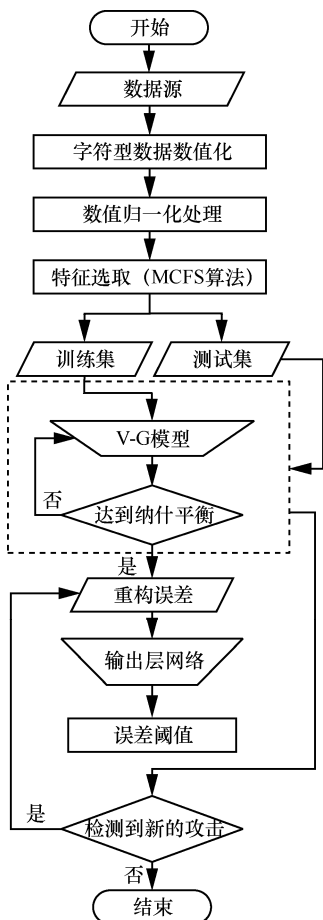 开始
数据源
字符型数据数值化
数值归一化处理
特征选取（MCFS算法）
训练集
测试集
V-G模型
否
达到纳什平衡
是
重构误差
输出层网络
误差阈值
是
检测到新的攻击
否
结束